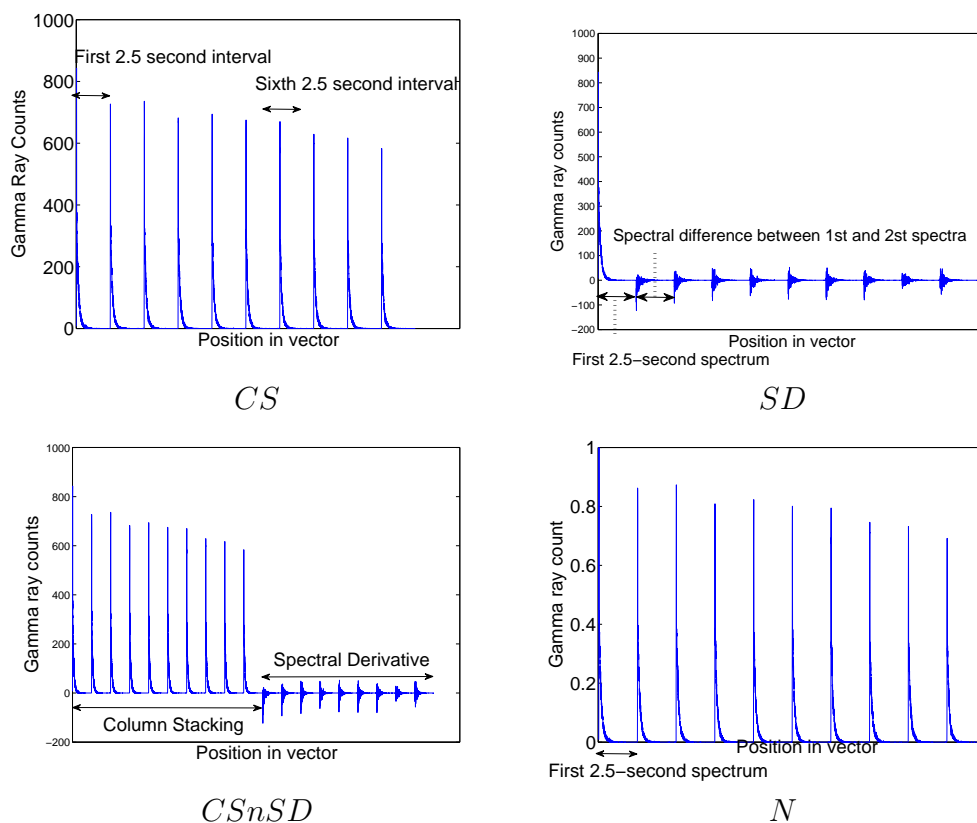 1000
800
600
400
200
0
Gamma Ray Counts
First 2.5 second interval
Sixth 2.5 second interval
Position in vector
CS
1000
900
800
700
600
500
400
300
200
100
0
−100
−200
Gamma ray counts
Spectral difference between 1st and 2st spectra
Position in vector
First 2.5−second spectrum
SD
1000
800
600
400
200
0
−200
Gamma ray counts
Spectral Derivative
Column Stacking
Position in vector
CSnSD
1
0.8
0.6
0.4
0.2
0
Gamma ray count
Position in vector
First 2.5−second spectrum
N